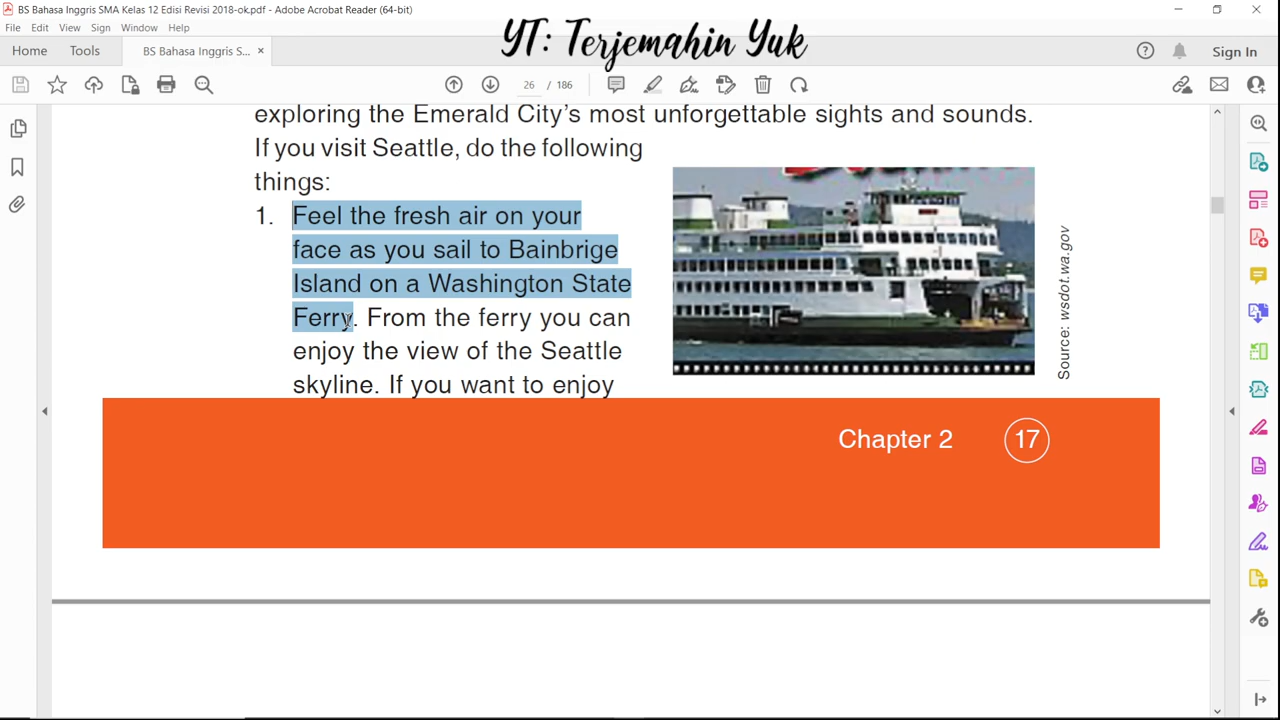 BS Bahasa Inggris SMA Kelas 12 Edisi Revisi 2018-ok.pdf - Adobe Acrobat Reader (64-bit)
File Edit View Sign Window Help
YT: Terjemahin Yuk
Home Tools BS Bahasa Inggris S... × Sign In
26 / 186
exploring the Emerald City's most unforgettable sights and sounds.
If you visit Seattle, do the following
things:
1. Feel the fresh air on your
face as you sail to Bainbrige
Island on a Washington State
Ferry. From the ferry you can
enjoy the view of the Seattle
skyline. If you want to enjoy
Source: wsdot.wa.gov
Chapter 2 17